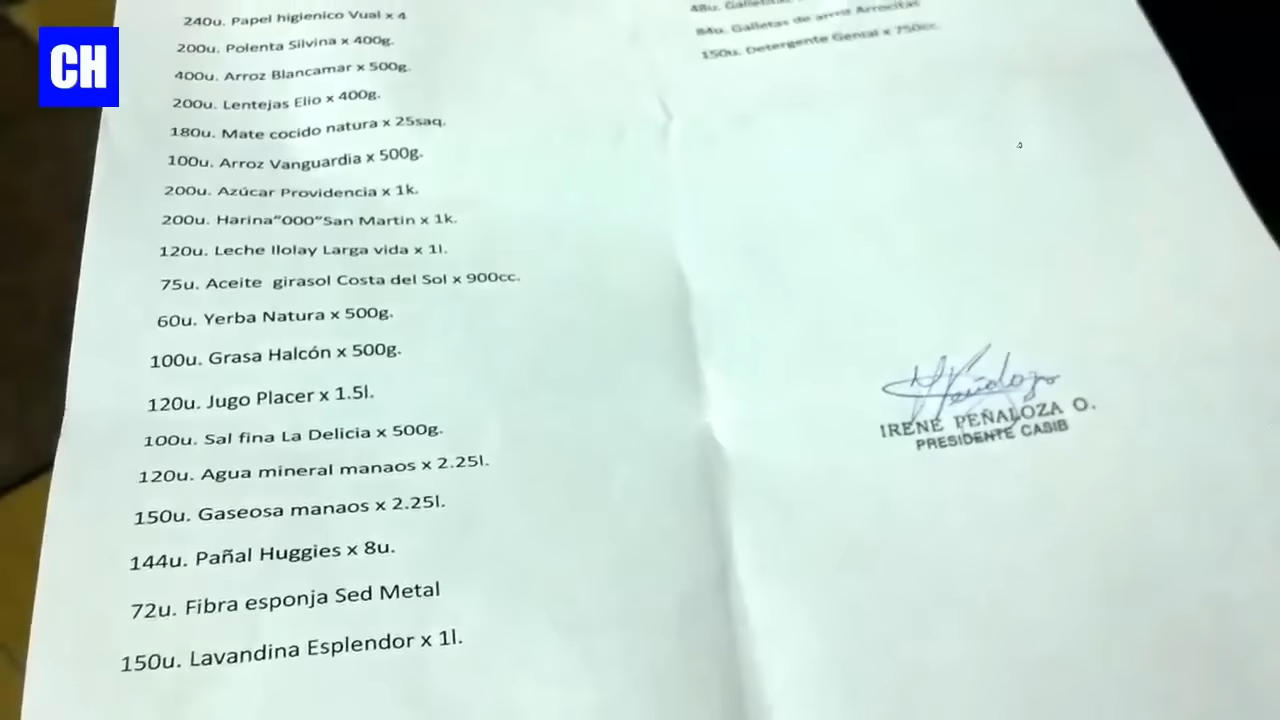 CH
240u. Papel higienico Vual x 4
200u. Polenta Silvina x 400g.
400u. Arroz Blancamar x 500g.
200u. Lentejas Elio x 400g.
180u. Mate cocido natura x 25saq.
100u. Arroz Vanguardia x 500g.
200u. Azúcar Providencia x 1k.
200u. Harina"000"San Martin x 1k.
120u. Leche Ilolay Larga vida x 1l.
75u. Aceite girasol Costa del Sol x 900cc.
60u. Yerba Natura x 500g.
100u. Grasa Halcón x 500g.
120u. Jugo Placer x 1.5l.
100u. Sal fina La Delicia x 500g.
120u. Agua mineral manaos x 2.25l.
150u. Gaseosa manaos x 2.25l.
144u. Pañal Huggies x 8u.
72u. Fibra esponja Sed Metal
150u. Lavandina Esplendor x 1l.
48u.
84u. Galletas de arroz Arrocitas
150u. Detergente Genial x 750cc.
IRENE PEÑALOZA O.
PRESIDENTE CASIB